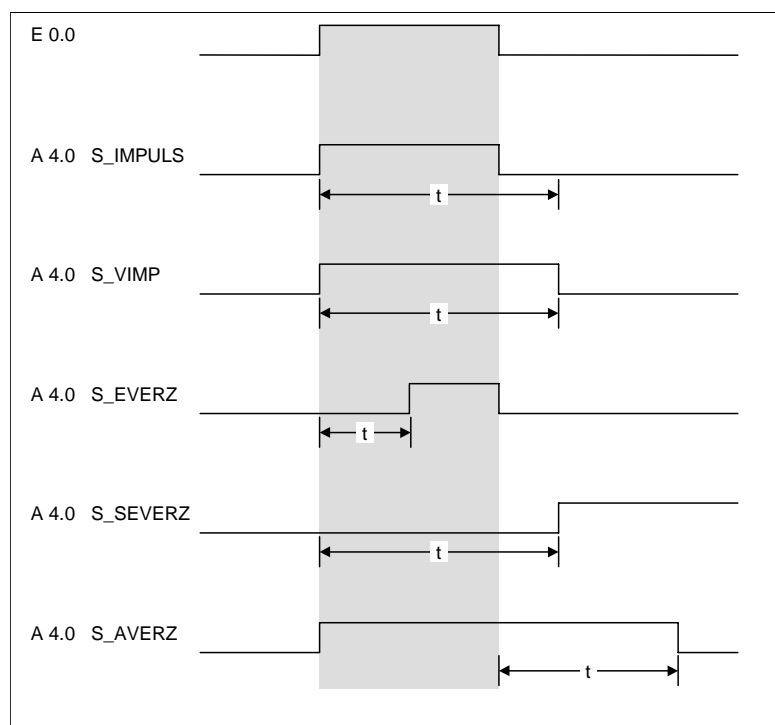 E 0.0
A 4.0 S_IMPULS
t
A 4.0 S_VIMP
t
A 4.0 S_EVERZ
t
A 4.0 S_SEVERZ
t
A 4.0 S_AVERZ
t